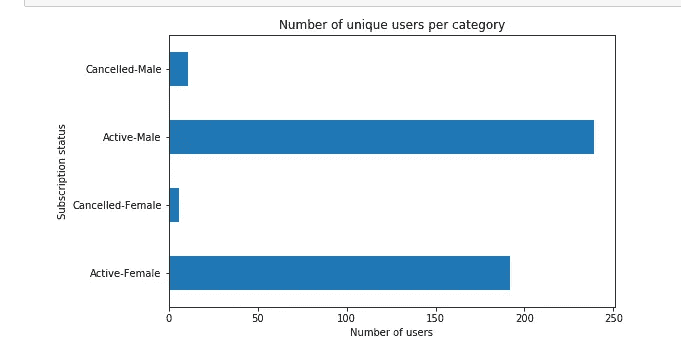 Number of unique users per category
Cancelled-Male
Active-Male
Cancelled-Female
Active-Female
Subscription status
0 50 100 150 200 250
Number of users